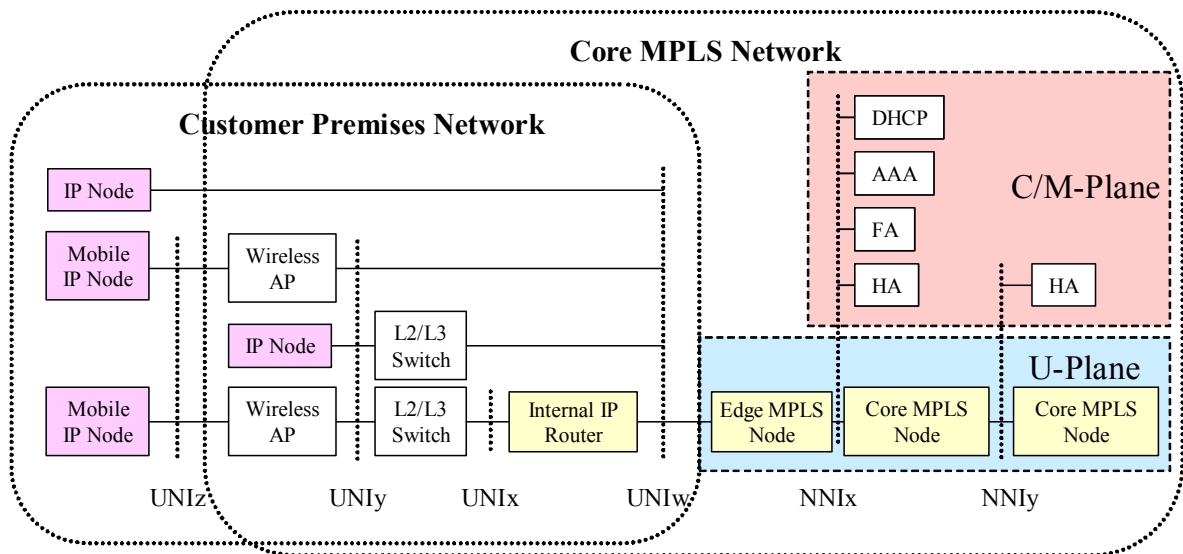 Core MPLS Network
Customer Premises Network
DHCP
AAA
C/M-Plane
FA
HA
HA
IP Node
Mobile
IP Node
Wireless
AP
IP Node
L2/L3
Switch
U-Plane
Mobile
IP Node
Wireless
AP
L2/L3
Switch
Internal IP
Router
Edge MPLS
Node
Core MPLS
Node
Core MPLS
Node
UNIz
UNIy
UNIx
UNIw
NNIx
NNIy